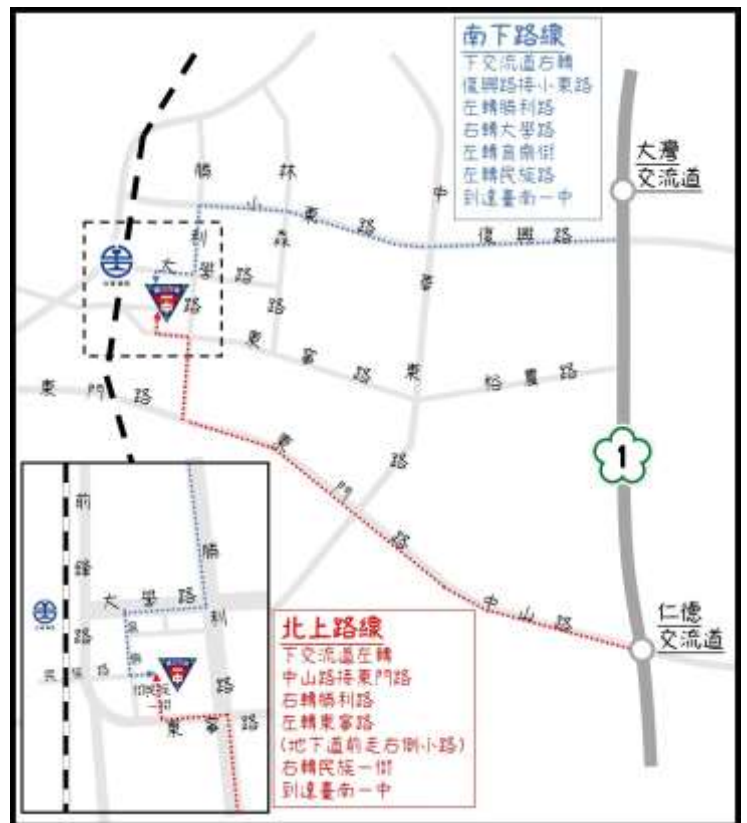 南下路線
下交流道右轉
復興路接小東路
左轉勝利路
右轉大學路
左轉育樂街
左轉民族路
到達臺南一中
大灣
交流道
勝利路
林森路
小東路
中華東路
復興路
大學路
東寧路
裕農路
東門路
東門路
中山路
1
仁德
交流道
前鋒路
勝利路
大學路
民族路
民族
一街
東寧路
北上路線
下交流道左轉
中山路接東門路
右轉勝利路
左轉東寧路
(地下道前走右側小路)
右轉民族一街
到達臺南一中